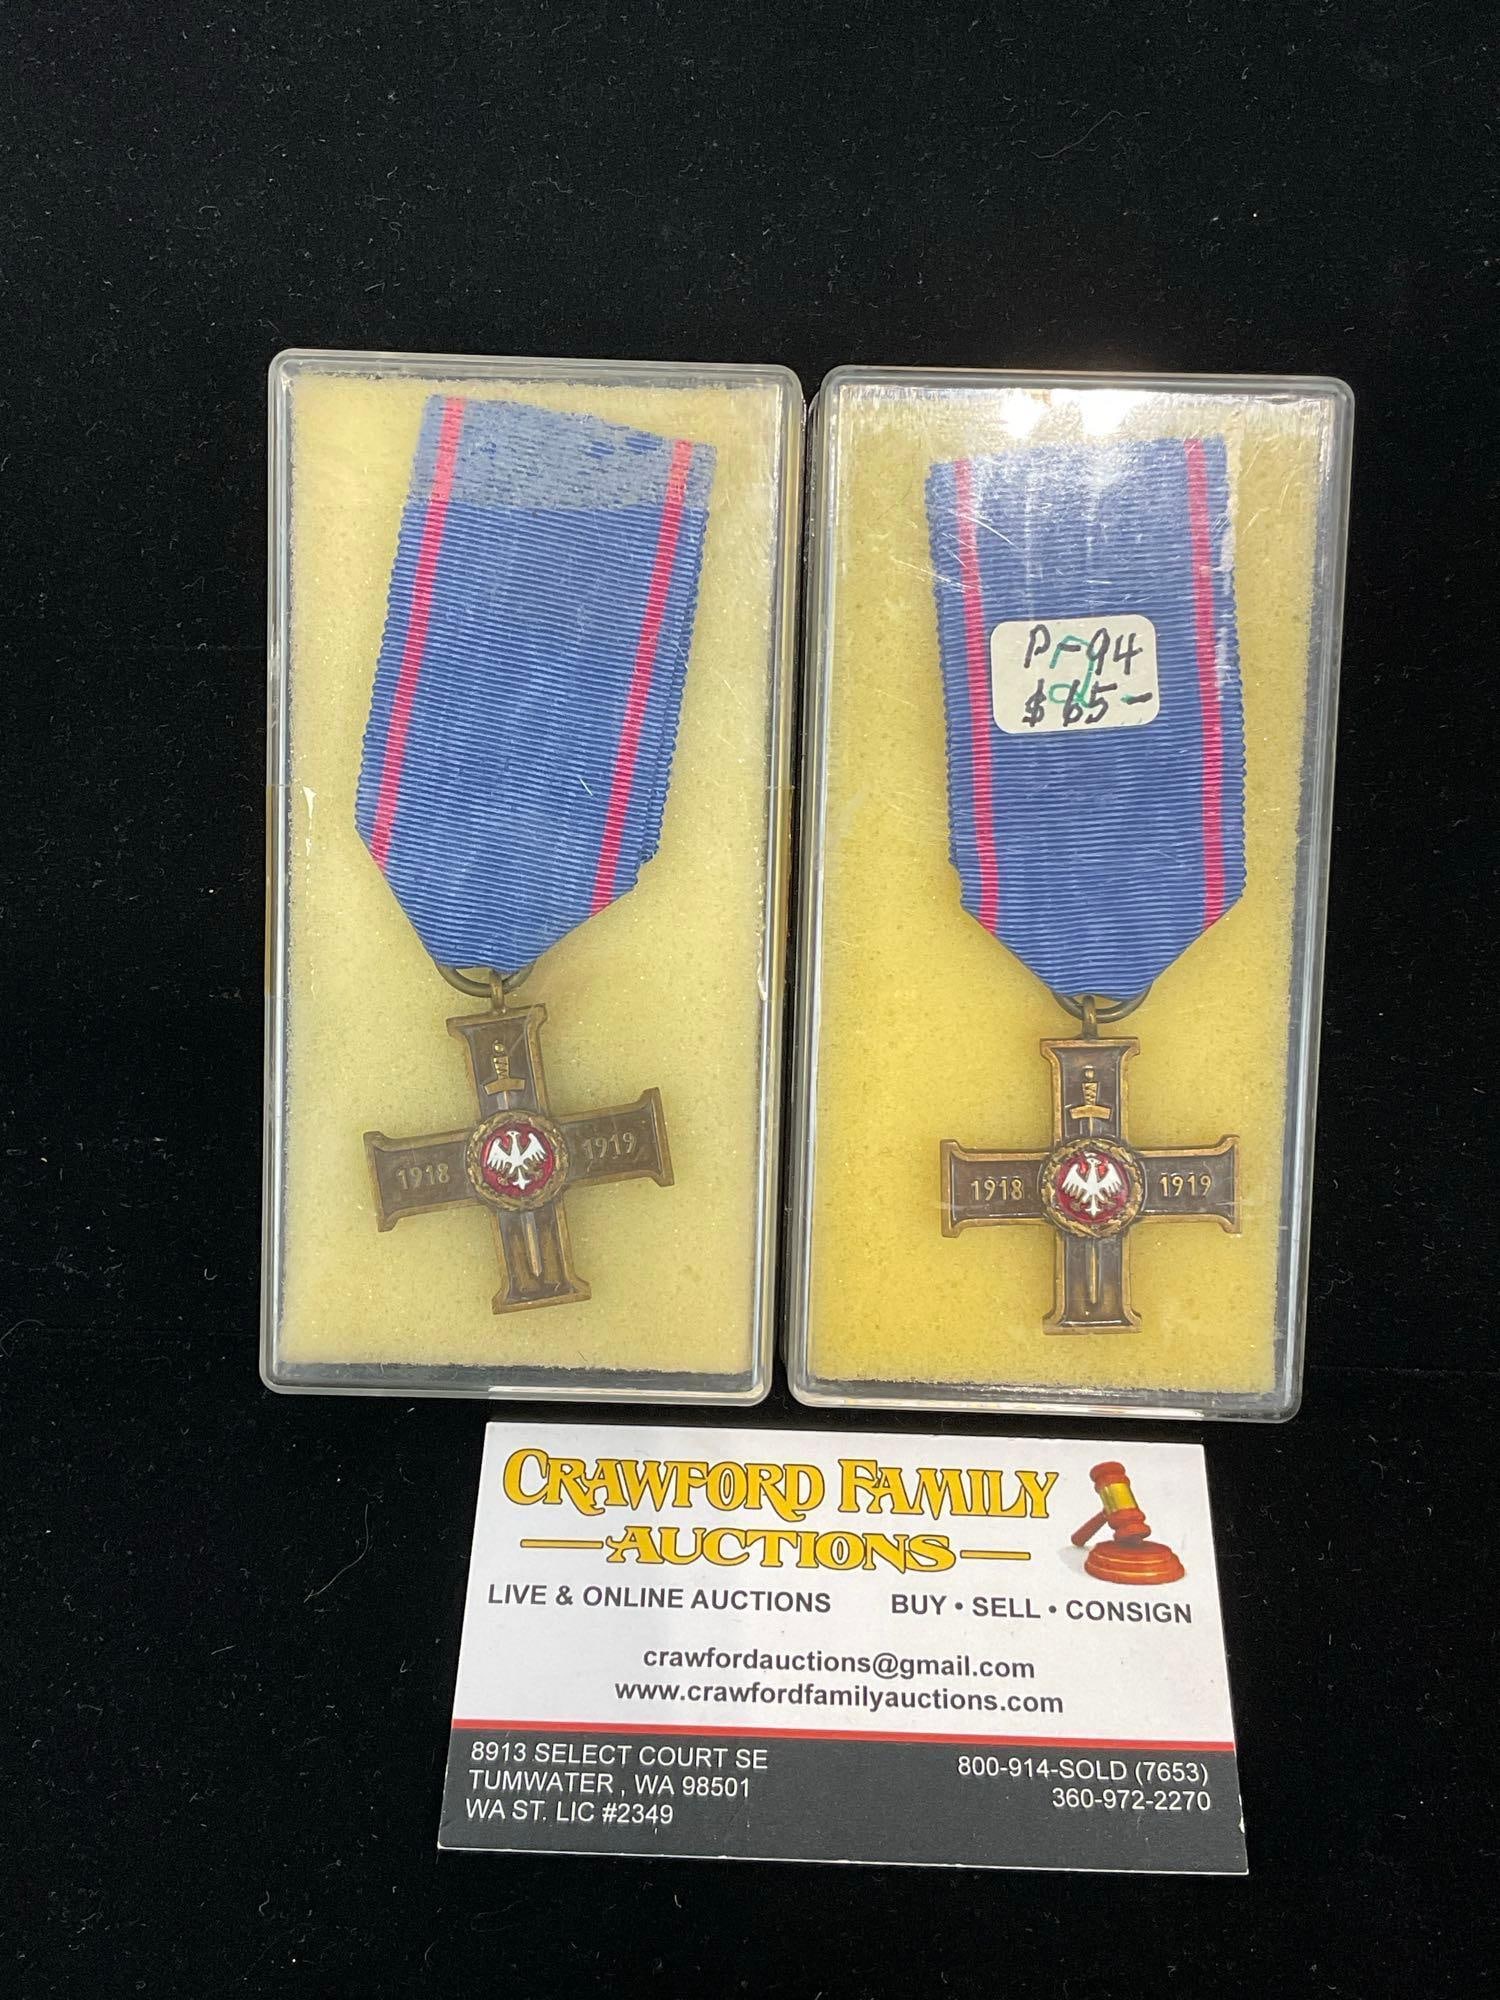 PF94
$65-
1918 1919
1918 1919
CRAWFORD FAMILY
AUCTIONS
LIVE & ONLINE AUCTIONS BUY • SELL • CONSIGN
crawfordauctions@gmail.com
www.crawfordfamilyauctions.com
8913 SELECT COURT SE
TUMWATER , WA 98501
WA ST. LIC #2349
800-914-SOLD (7653)
360-972-2270